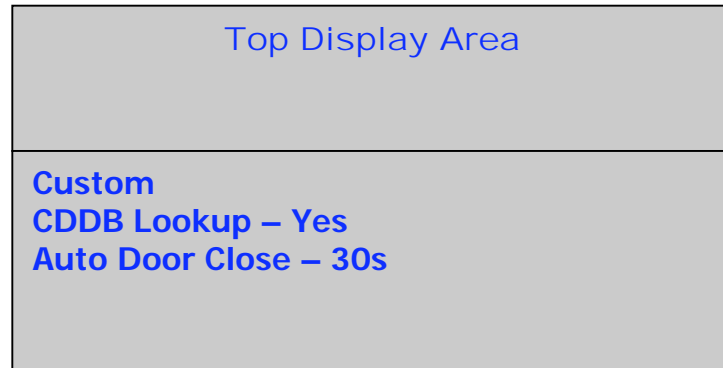 Top Display Area
Custom
CDDB Lookup – Yes
Auto Door Close – 30s